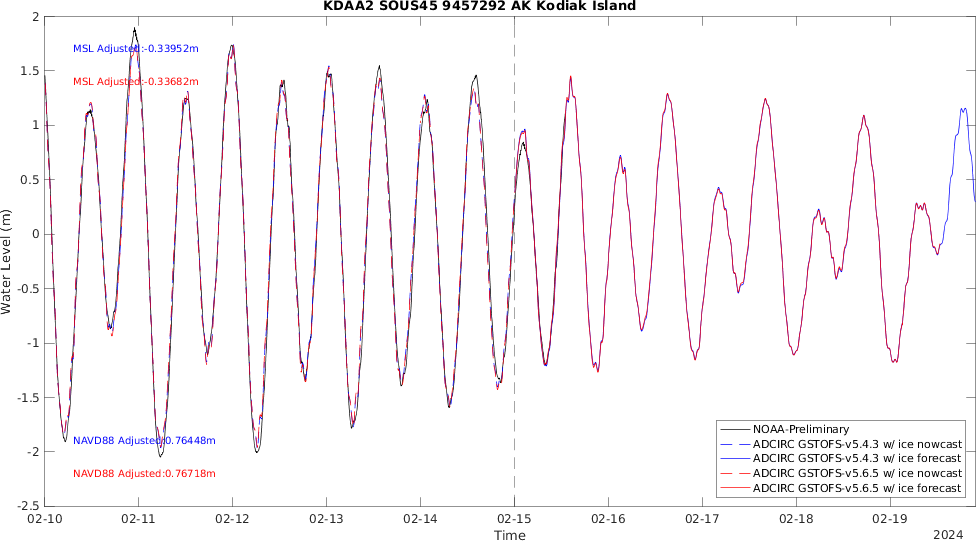 KDAA2 SOUS45 9457292 AK Kodiak Island
2
MSL Adjusted:-0.33952m
1.5
MSL Adjusted:-0.33682m
1
0.5
0
-0.5
-1
-1.5
-2
-2.5
Water Level (m)
NAVD88 Adjusted:0.76448m
NAVD88 Adjusted:0.76718m
NOAA-Preliminary
ADCIRC GSTOFS-v5.4.3 w/ ice nowcast
ADCIRC GSTOFS-v5.4.3 w/ ice forecast
ADCIRC GSTOFS-v5.6.5 w/ ice nowcast
ADCIRC GSTOFS-v5.6.5 w/ ice forecast
02-10 02-11 02-12 02-13 02-14 02-15 02-16 02-17 02-18 02-19
Time
2024